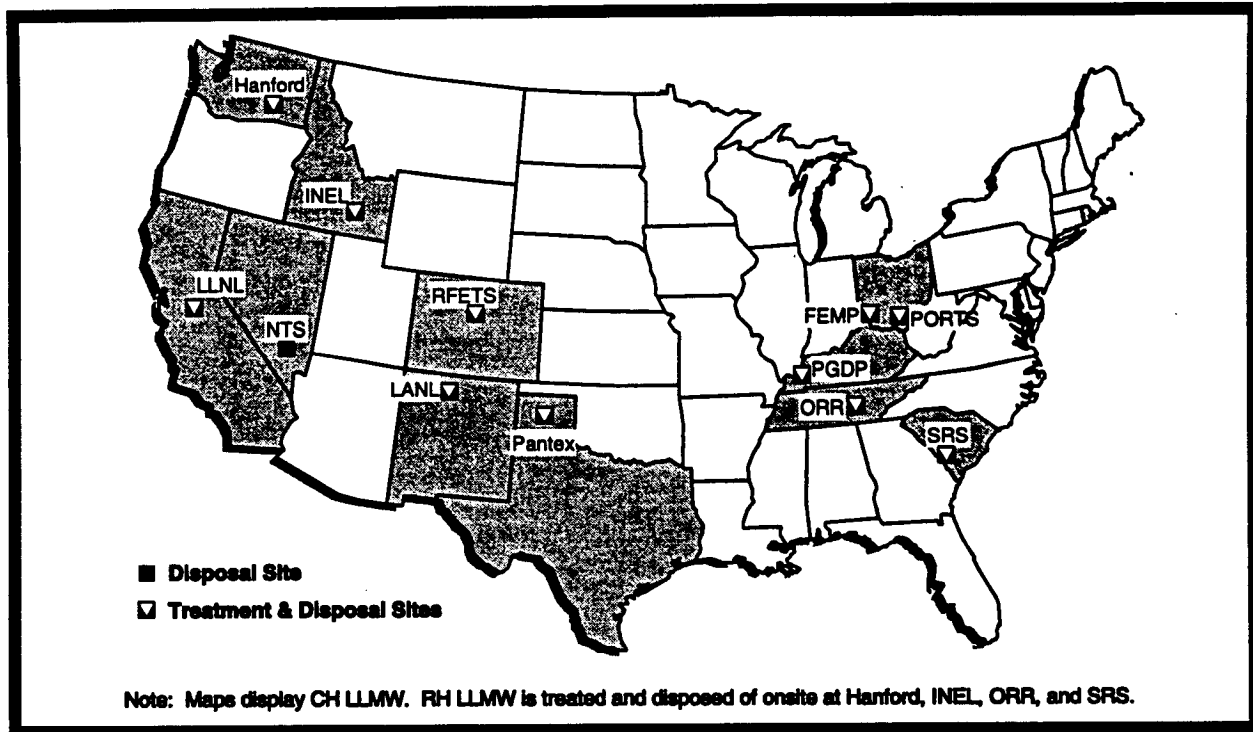 Hanford
INEL
LLNL
RFETS
NTS
FEMP
PORTS
PGDP
LANL
ORR
Pantex
SRS
Disposal Site
Treatment & Disposal Sites
Note: Maps display CH LLMW. RH LLMW is treated and disposed of onsite at Hanford, INEL, ORR, and SRS.